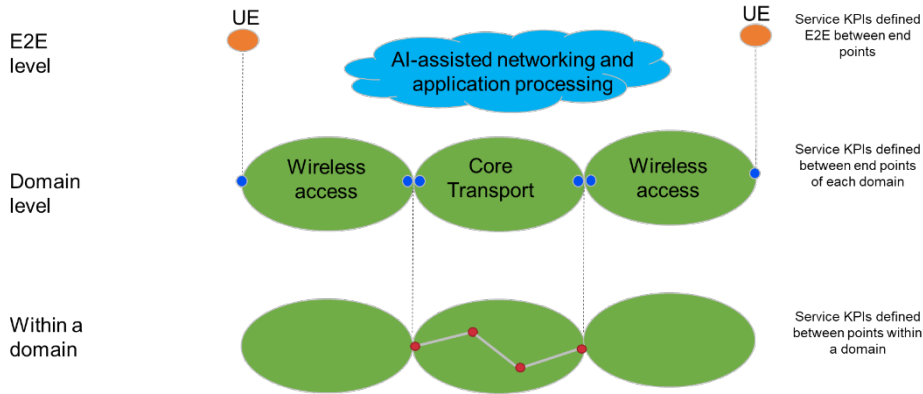 UE
UE
Service KPIs defined
E2E between end
points
E2E
level
AI-assisted networking and
application processing
Wireless
access
Core
Transport
Wireless
access
Service KPIs defined
between end points
of each domain
Domain
level
Within a
domain
Service KPIs defined
between points within
a domain